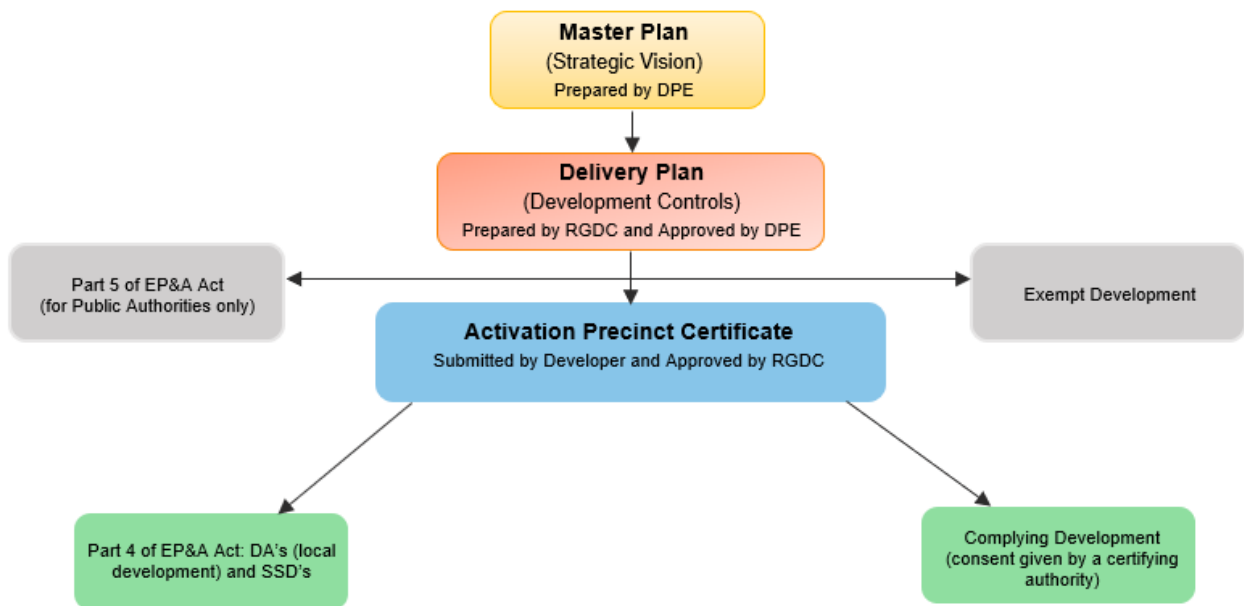 Master Plan
(Strategic Vision)
Prepared by DPE
Delivery Plan
(Development Controls)
Prepared by RGDC and Approved by DPE
Part 5 of EP&A Act
(for Public Authorities only)
Exempt Development
Activation Precinct Certificate
Submitted by Developer and Approved by RGDC
Part 4 of EP&A Act: DA's (local
development) and SSD's
Complying Development
(consent given by a certifying
authority)